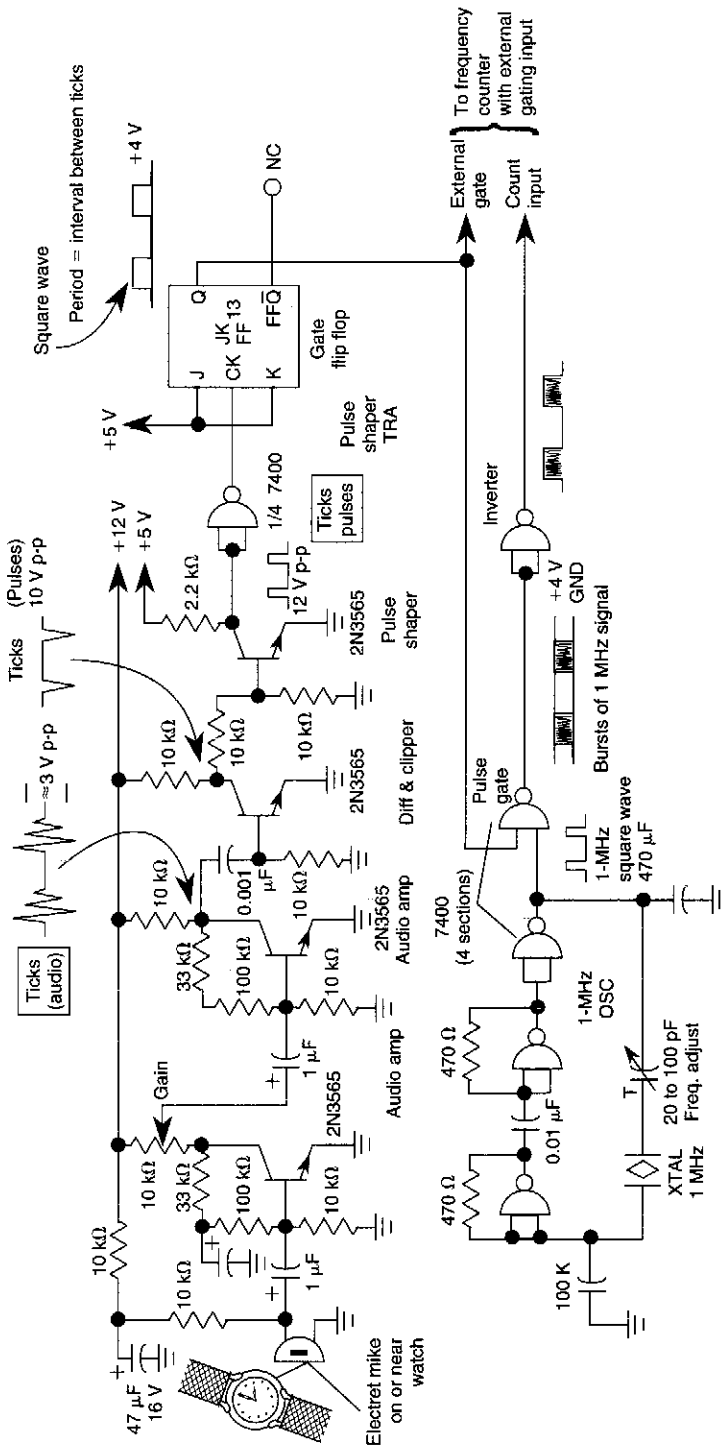 Square wave
Period = interval between ticks
+4 V
Ticks
(audio)
≈3 V p-p
Ticks
(Pulses)
10 V p-p
+12 V
+5 V
+5 V
10 kΩ
47 µF
16 V
10 kΩ
Electret mike
on or near
watch
+
+
1 µF
+
10 kΩ
Gain
33 kΩ
100 kΩ
10 kΩ
2N3565
Audio amp
+
1 µF
10 kΩ
33 kΩ
100 kΩ
10 kΩ
2N3565
Audio amp
0.001
µF
10 kΩ
10 kΩ
10 kΩ
2N3565
Diff & clipper
10 kΩ
2.2 kΩ
12 V p-p
2N3565
Pulse
shaper
1/4 7400
Ticks
pulses
Pulse
shaper
TRA
J
CK
K
JK
FF 13
Q
FFQ̅
Gate
flip flop
NC
To frequency
counter
with external
gating input
External
gate
Count
input
470 Ω
0.01 µF
470 Ω
7400
(4 sections)
1-MHz
OSC
Pulse
gate
1-MHz
square wave
470 µF
+4 V
GND
Bursts of 1 MHz signal
Inverter
100 K
XTAL
1 MHz
T
20 to 100 pF
Freq. adjust